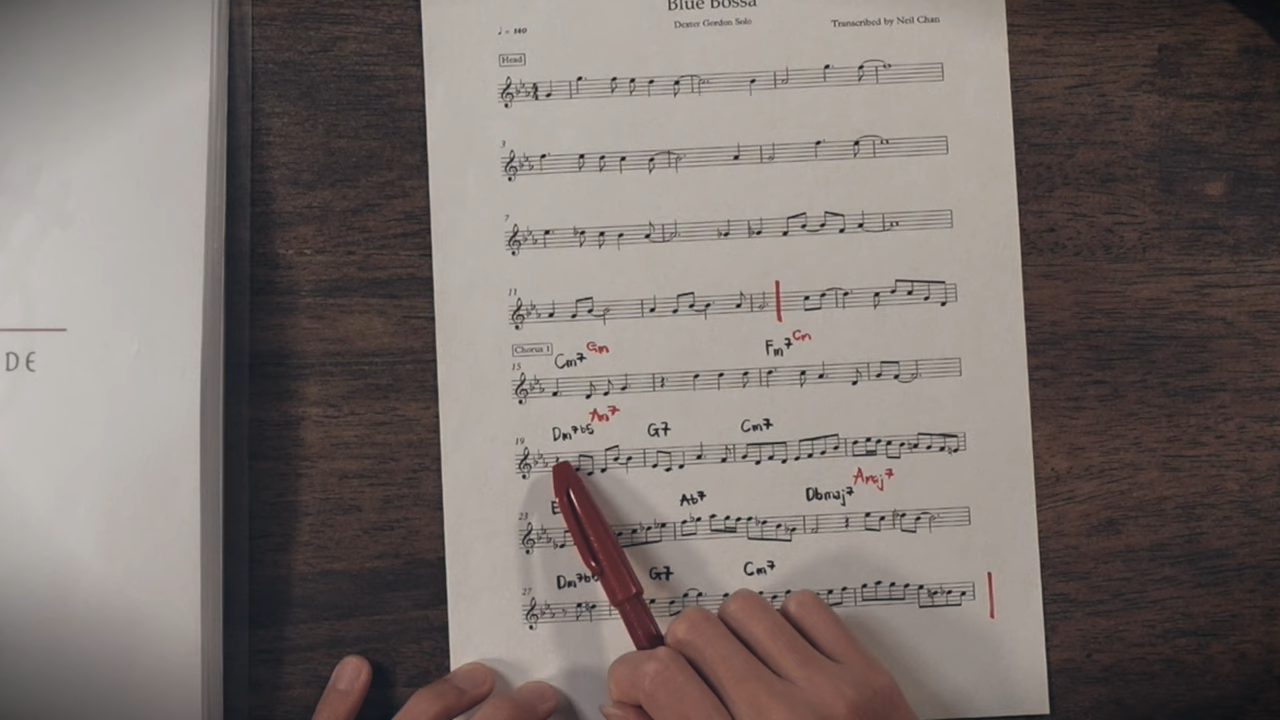 DE
Blue Bossa
Dexter Gordon Solo
Transcribed by Neil Chan
♩ = 140
Head
3
7
11
Chorus 1
Cm7 Gm Fm7 Cm
15
Am7
Dm7b5 G7 Cm7
19
Amaj7
E Ab7 Dbmaj7
23
Dm7b5 G7 Cm7
27